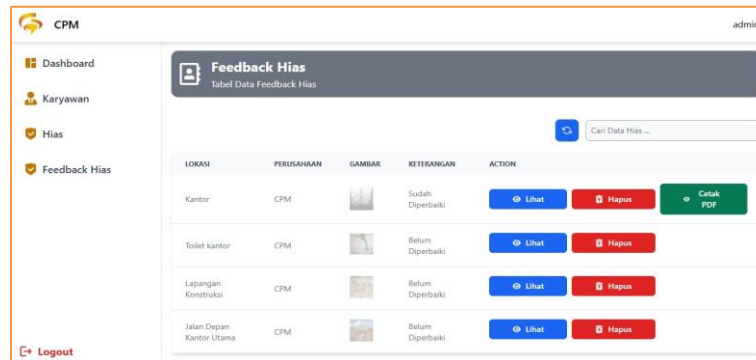 CPM
admin
Dashboard
Karyawan
Hias
Feedback Hias
Logout
Feedback Hias
Tabel Data Feedback Hias
Cari Data Hias ...
LOKASI PERUSAHAAN GAMBAR KETERANGAN ACTION
Kantor CPM Sudah Diperbaiki Lihat Hapus Cetak PDF
Toilet kantor CPM Belum Diperbaiki Lihat Hapus
Lapangan Konstruksi CPM Belum Diperbaiki Lihat Hapus
Jalan Depan Kantor Utama CPM Belum Diperbaiki Lihat Hapus